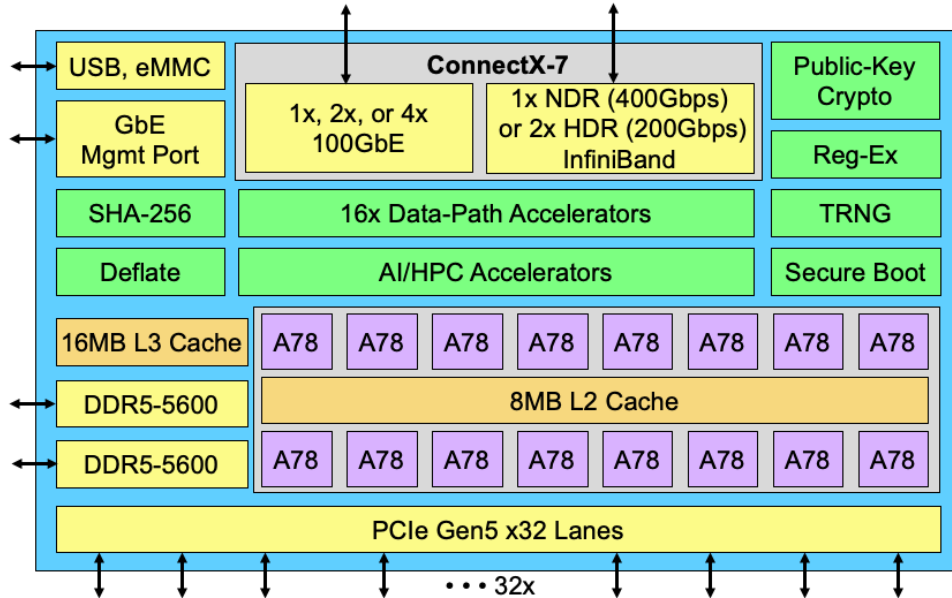 USB, eMMC
GbE
Mgmt Port
ConnectX-7
1x, 2x, or 4x
100GbE
1x NDR (400Gbps)
or 2x HDR (200Gbps)
InfiniBand
Public-Key
Crypto
Reg-Ex
SHA-256
16x Data-Path Accelerators
TRNG
Deflate
AI/HPC Accelerators
Secure Boot
16MB L3 Cache
A78 A78 A78 A78 A78 A78 A78 A78
DDR5-5600
8MB L2 Cache
DDR5-5600
A78 A78 A78 A78 A78 A78 A78 A78
PCIe Gen5 x32 Lanes
• • • 32x